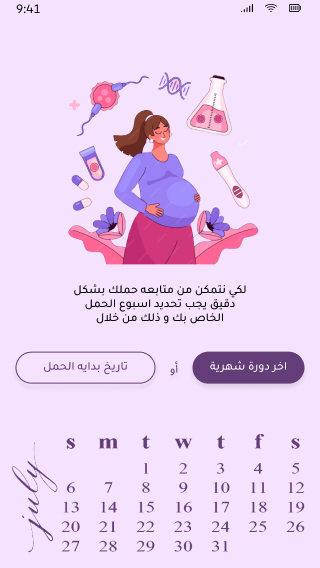 9:41
لكي نتمكن من متابعه حملك بشكل
دقيق يجب تحديد اسبوع الحمل
الخاص بك و ذلك من خلال
اخر دورة شهرية
أو
تاريخ بدايه الحمل
july
s m t w t f s
1 2 3 4 5
6 7 8 9 10 11 12
13 14 15 16 17 18 19
20 21 22 23 24 25 26
27 28 29 30 31